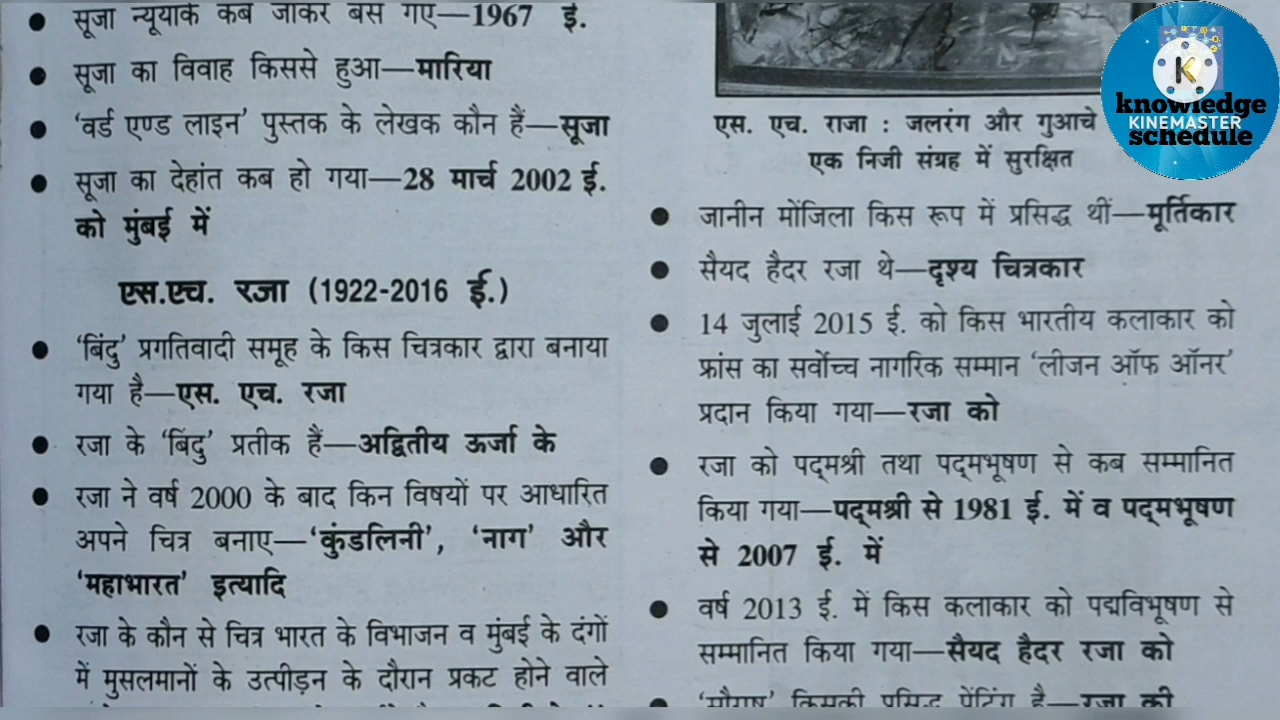 सूजा न्यूयार्क कब जाकर बस गए—1967 ई.
सूजा का विवाह किससे हुआ—मारिया
‘वर्ड एण्ड लाइन’ पुस्तक के लेखक कौन हैं—सूजा
सूजा का देहांत कब हो गया—28 मार्च 2002 ई.
को मुंबई में
एस.एच. रजा (1922-2016 ई.)
‘बिंदु’ प्रगतिवादी समूह के किस चित्रकार द्वारा बनाया
गया है—एस. एच. रजा
रजा के ‘बिंदु’ प्रतीक हैं—अद्वितीय ऊर्जा के
रजा ने वर्ष 2000 के बाद किन विषयों पर आधारित
अपने चित्र बनाए—‘कुंडलिनी’, ‘नाग’ और
‘महाभारत’ इत्यादि
रजा के कौन से चित्र भारत के विभाजन व मुंबई के दंगों
में मुसलमानों के उत्पीड़न के दौरान प्रकट होने वाले
एस. एच. राजा : जलरंग और गुआचे
एक निजी संग्रह में सुरक्षित
जानीन मोंजिला किस रूप में प्रसिद्ध थीं—मूर्तिकार
सैयद हैदर रजा थे—दृश्य चित्रकार
14 जुलाई 2015 ई. को किस भारतीय कलाकार को
फ्रांस का सर्वोच्च नागरिक सम्मान ‘लीजन ऑफ ऑनर’
प्रदान किया गया—रजा को
रजा को पद्‌मश्री तथा पद्‌मभूषण से कब सम्मानित
किया गया—पद्‌मश्री से 1981 ई. में व पद्‌मभूषण
से 2007 ई. में
वर्ष 2013 ई. में किस कलाकार को पद्मविभूषण से
सम्मानित किया गया—सैयद हैदर रजा को
किसकी प्रसिद्ध पेंटिंग है—रजा की
K
knowledge
KINEMASTER
schedule